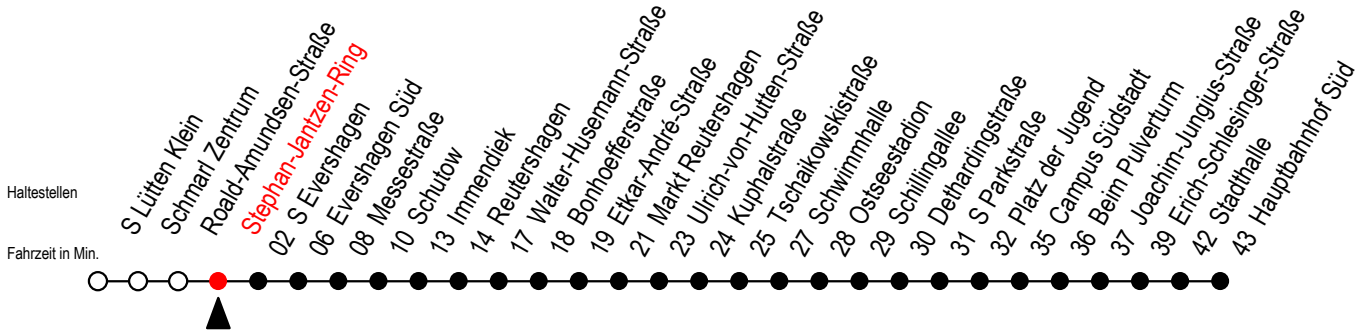 Haltestellen
Fahrzeit in Min.
S Lütten Klein
Schmarl Zentrum
Roald-Amundsen-Straße
Stephan-Jantzen-Ring
02 S Evershagen
06 Evershagen Süd
08 Messestraße
10 Schutow
13 Immendiek
14 Reutershagen
17 Walter-Husemann-Straße
18 Bonhoefferstraße
19 Etkar-André-Straße
21 Markt Reutershagen
23 Ulrich-von-Hutten-Straße
24 Kuphalstraße
25 Tschaikowskistraße
27 Schwimmhalle
28 Ostseestadion
29 Schillingallee
30 Dethardingstraße
31 S Parkstraße
32 Platz der Jugend
35 Campus Südstadt
36 Beim Pulverturm
37 Joachim-Jungius-Straße
39 Erich-Schlesinger-Straße
42 Stadthalle
43 Hauptbahnhof Süd